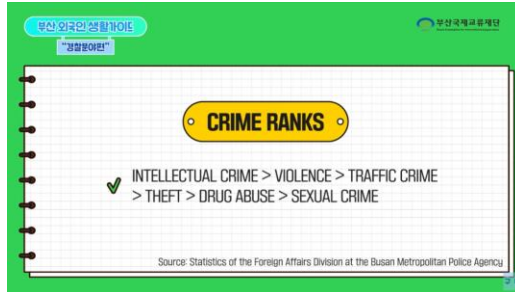 부산 외국인 생활가이드
"경찰분야편"
부산국제교류재단
CRIME RANKS
INTELLECTUAL CRIME > VIOLENCE > TRAFFIC CRIME
> THEFT > DRUG ABUSE > SEXUAL CRIME
Source: Statistics of the Foreign Affairs Division at the Busan Metropolitan Police Agency